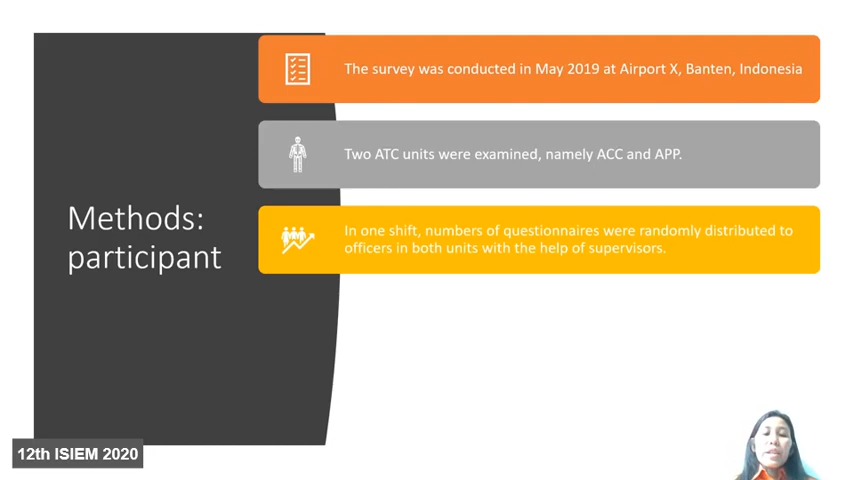 Methods:
participant
The survey was conducted in May 2019 at Airport X, Banten, Indonesia
Two ATC units were examined, namely ACC and APP.
In one shift, numbers of questionnaires were randomly distributed to
officers in both units with the help of supervisors.
12th ISIEM 2020